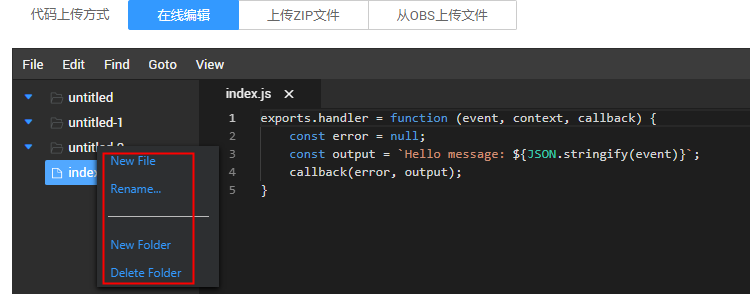 代码上传方式 在线编辑 上传ZIP文件 从OBS上传文件
File Edit Find Goto View
untitled
untitled-1
untitled-2
index
New File
Rename...
New Folder
Delete Folder
index.js ×
1 exports.handler = function (event, context, callback) {
2 const error = null;
3 const output = `Hello message: ${JSON.stringify(event)}`;
4 callback(error, output);
5 }